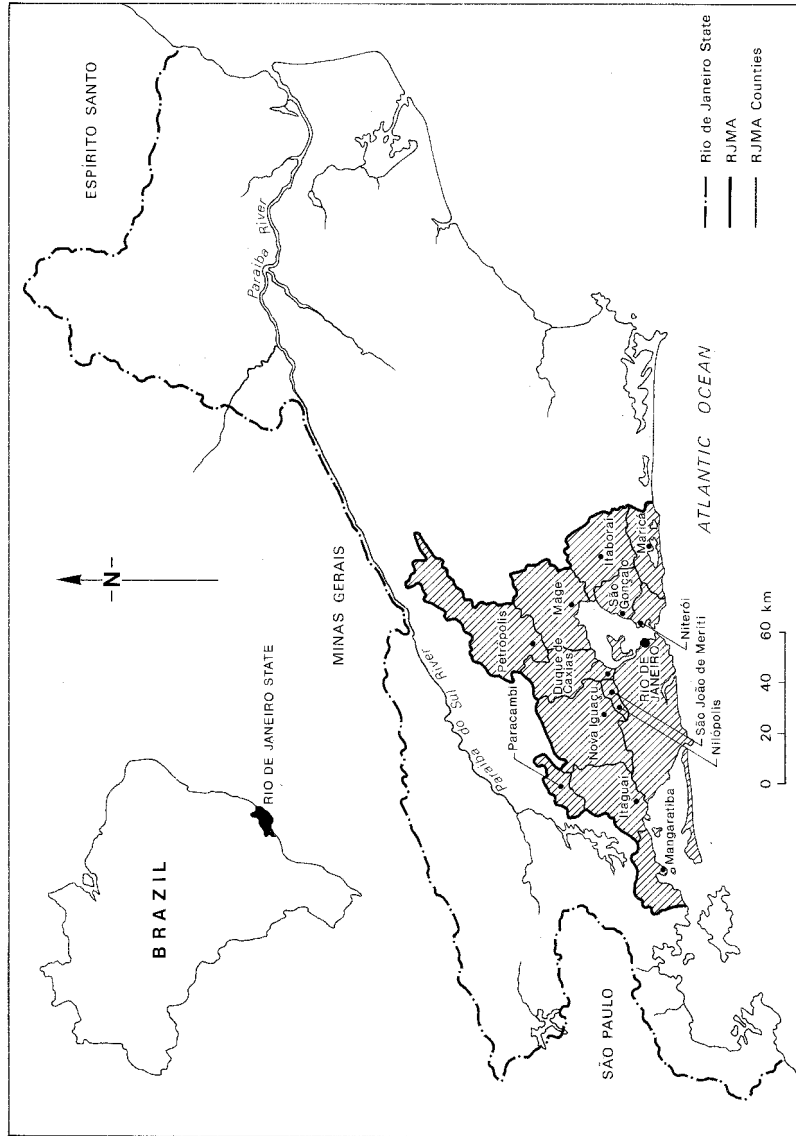 BRAZIL
RIO DE JANEIRO STATE
-N-
ESPÍRITO SANTO
MINAS GERAIS
SÃO PAULO
Paraiba River
Paraiba do Sul River
Paracambi
Petrópolis
Duque de
Caxias
Magé
Itaboraí
São
Gonçalo
Maricá
Nova Iguaçu
Itaguaí
Mangaratiba
RIO DE
JANEIRO
Niterói
São João de Meriti
Nilópolis
ATLANTIC OCEAN
0 20 40 60 km
Rio de Janeiro State
RJMA
RJMA Counties